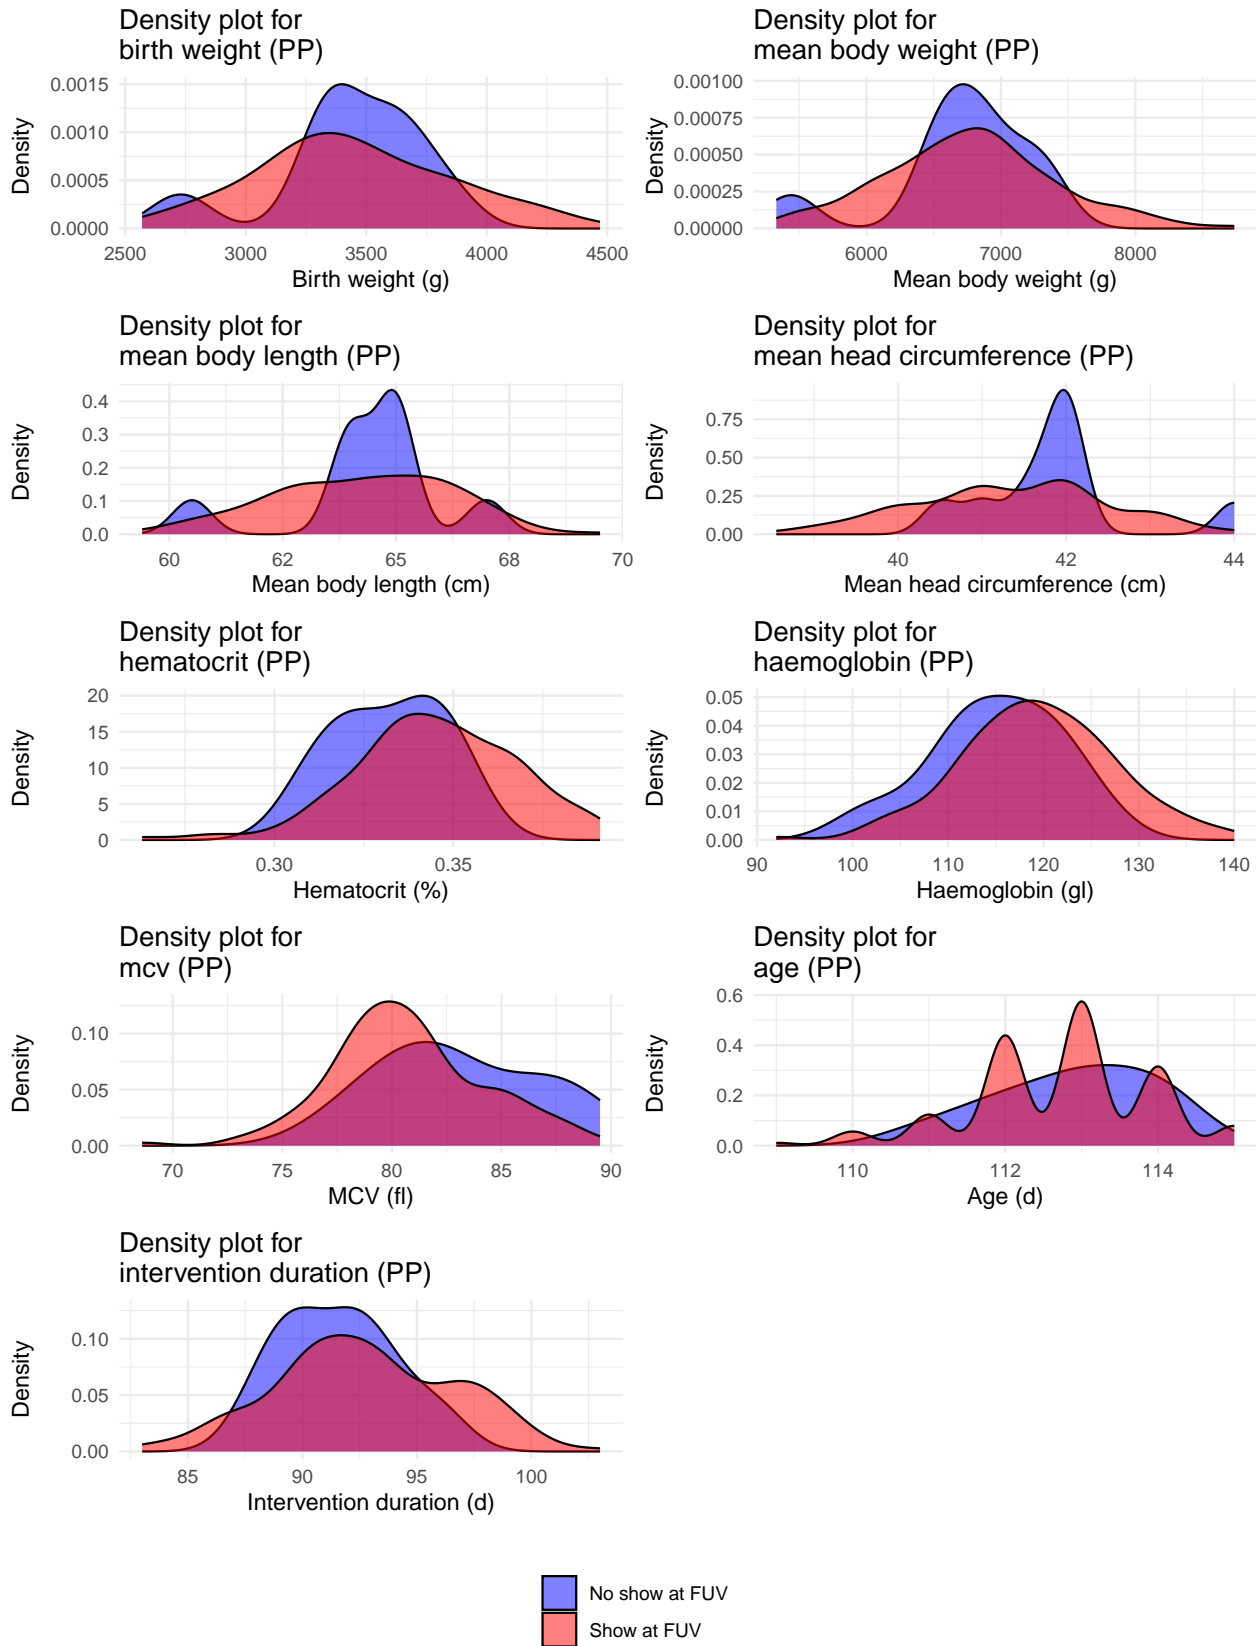 Density plot for
birth weight (PP)
Density
0.0015
0.0010
0.0005
0.0000
2500 3000 3500 4000 4500
Birth weight (g)
Density plot for
mean body weight (PP)
Density
0.00100
0.00075
0.00050
0.00025
0.00000
6000 7000 8000
Mean body weight (g)
Density plot for
mean body length (PP)
Density
0.4
0.3
0.2
0.1
0.0
60 62 65 68 70
Mean body length (cm)
Density plot for
mean head circumference (PP)
Density
0.75
0.50
0.25
0.00
40 42 44
Mean head circumference (cm)
Density plot for
hematocrit (PP)
Density
20
15
10
5
0
0.30 0.35
Hematocrit (%)
Density plot for
haemoglobin (PP)
Density
0.05
0.04
0.03
0.02
0.01
0.00
90 100 110 120 130 140
Haemoglobin (gl)
Density plot for
mcv (PP)
Density
0.10
0.05
0.00
70 75 80 85 90
MCV (fl)
Density plot for
age (PP)
Density
0.6
0.4
0.2
0.0
110 112 114
Age (d)
Density plot for
intervention duration (PP)
Density
0.10
0.05
0.00
85 90 95 100
Intervention duration (d)
No show at FUV
Show at FUV